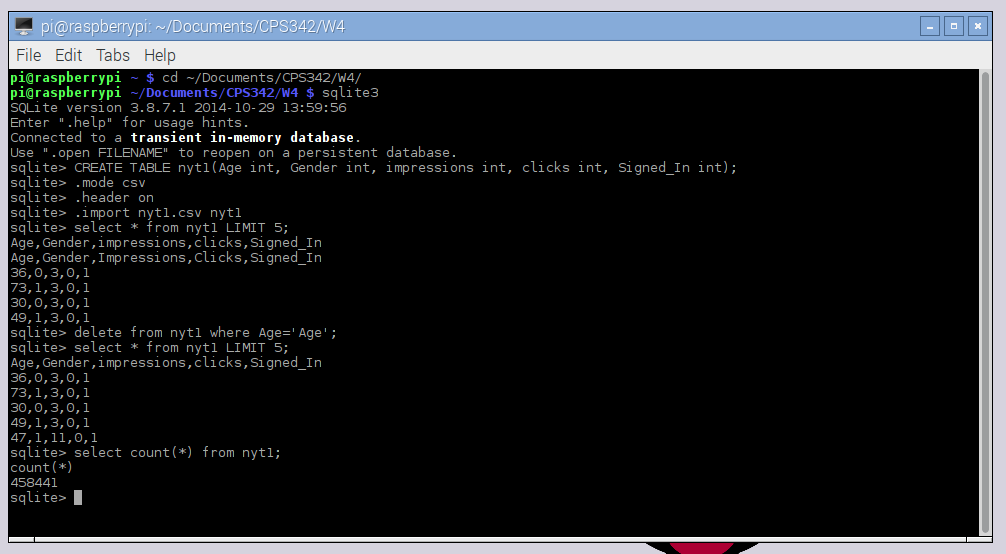 pi@raspberrypi: ~/Documents/CPS342/W4
File Edit Tabs Help
pi@raspberrypi ~ $ cd ~/Documents/CPS342/W4/
pi@raspberrypi ~/Documents/CPS342/W4 $ sqlite3
SQLite version 3.8.7.1 2014-10-29 13:59:56
Enter ".help" for usage hints.
Connected to a transient in-memory database.
Use ".open FILENAME" to reopen on a persistent database.
sqlite> CREATE TABLE nyt1(Age int, Gender int, impressions int, clicks int, Signed_In int);
sqlite> .mode csv
sqlite> .header on
sqlite> .import nyt1.csv nyt1
sqlite> select * from nyt1 LIMIT 5;
Age,Gender,impressions,clicks,Signed_In
Age,Gender,Impressions,Clicks,Signed_In
36,0,3,0,1
73,1,3,0,1
30,0,3,0,1
49,1,3,0,1
sqlite> delete from nyt1 where Age='Age';
sqlite> select * from nyt1 LIMIT 5;
Age,Gender,impressions,clicks,Signed_In
36,0,3,0,1
73,1,3,0,1
30,0,3,0,1
49,1,3,0,1
47,1,11,0,1
sqlite> select count(*) from nyt1;
count(*)
458441
sqlite>